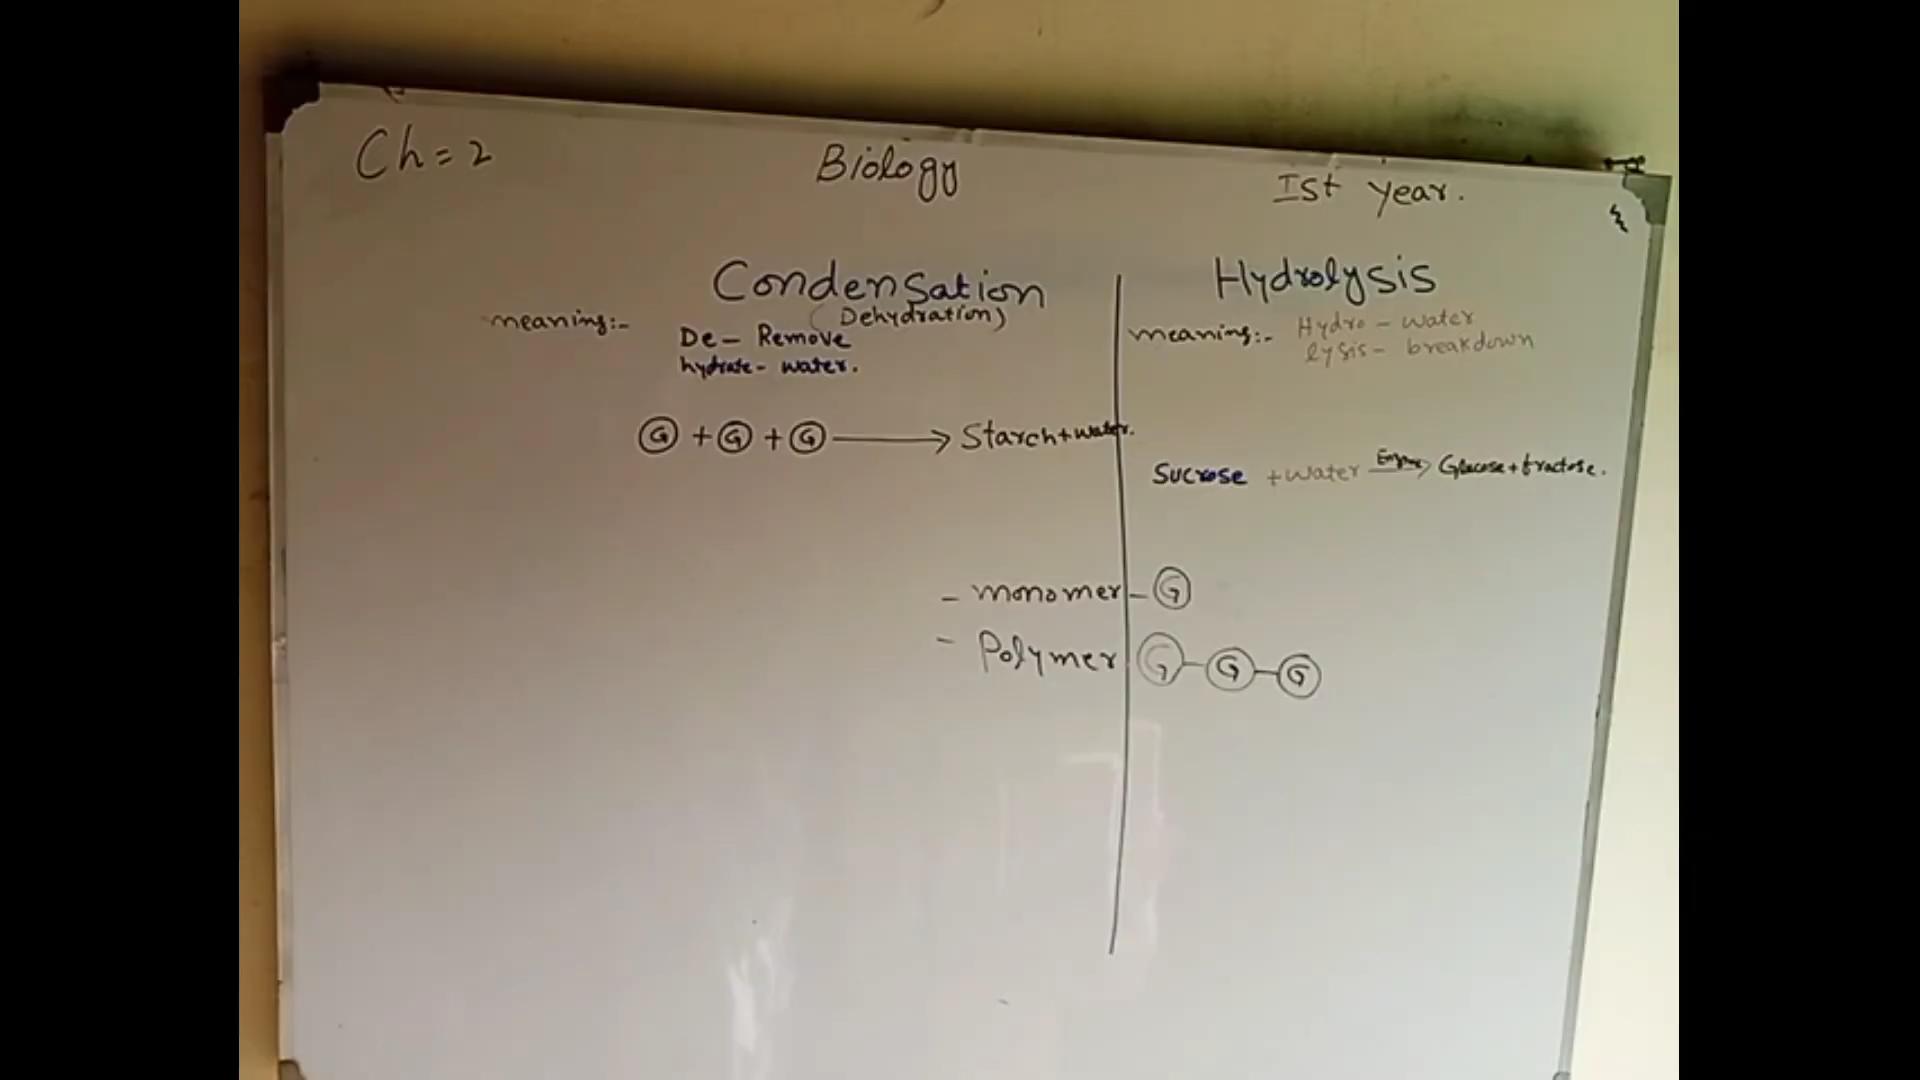 Ch = 2
Biology
Ist year.
Condensation
(Dehydration)
meaning:-
De - Remove
hydrate - water.
G + G + G → Starch + water.
Hydrolysis
meaning:- Hydro - water
lysis - breakdown
Sucrose + water → Glucose + fractose.
- monomer - G
- Polymer G - G - G